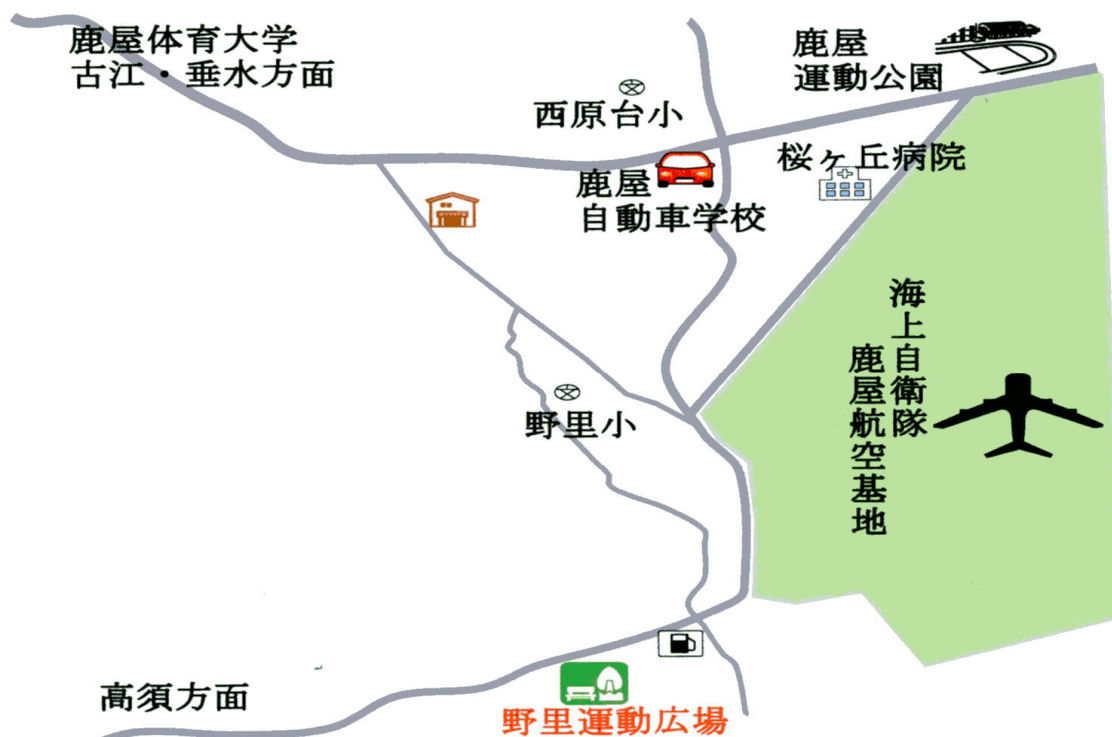 鹿屋体育大学
古江・垂水方面
西原台小
鹿屋
運動公園
桜ヶ丘病院
鹿屋
自動車学校
海上自衛隊
鹿屋航空基地
野里小
高須方面
野里運動広場